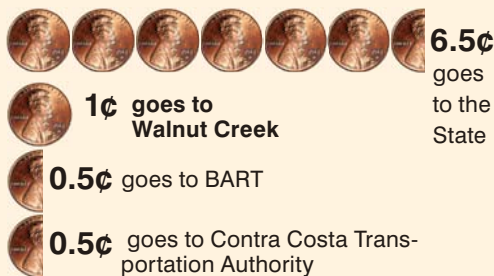 6.5¢
goes
to the
State
1¢ goes to
Walnut Creek
0.5¢ goes to BART
0.5¢ goes to Contra Costa Trans-
portation Authority